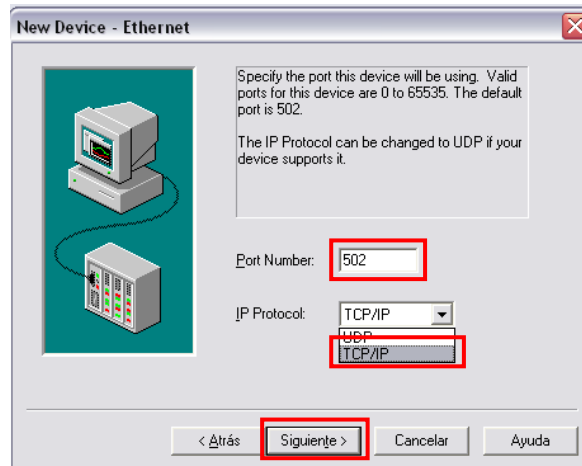 New Device - Ethernet
Specify the port this device will be using. Valid
ports for this device are 0 to 65535. The default
port is 502.
The IP Protocol can be changed to UDP if your
device supports it.
Port Number: 502
IP Protocol: TCP/IP
UDP
TCP/IP
< Atrás Siguiente > Cancelar Ayuda